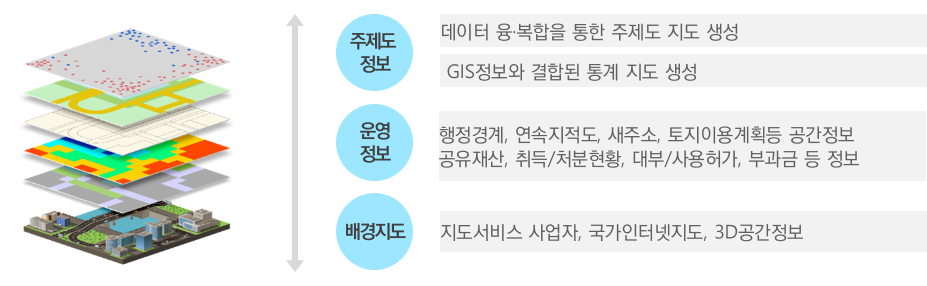 주제도
정보
데이터 융·복합을 통한 주제도 지도 생성
GIS정보와 결합된 통계 지도 생성
운영
정보
행정경계, 연속지적도, 새주소, 토지이용계획등 공간정보
공유재산, 취득/처분현황, 대부/사용허가, 부과금 등 정보
배경지도
지도서비스 사업자, 국가인터넷지도, 3D공간정보